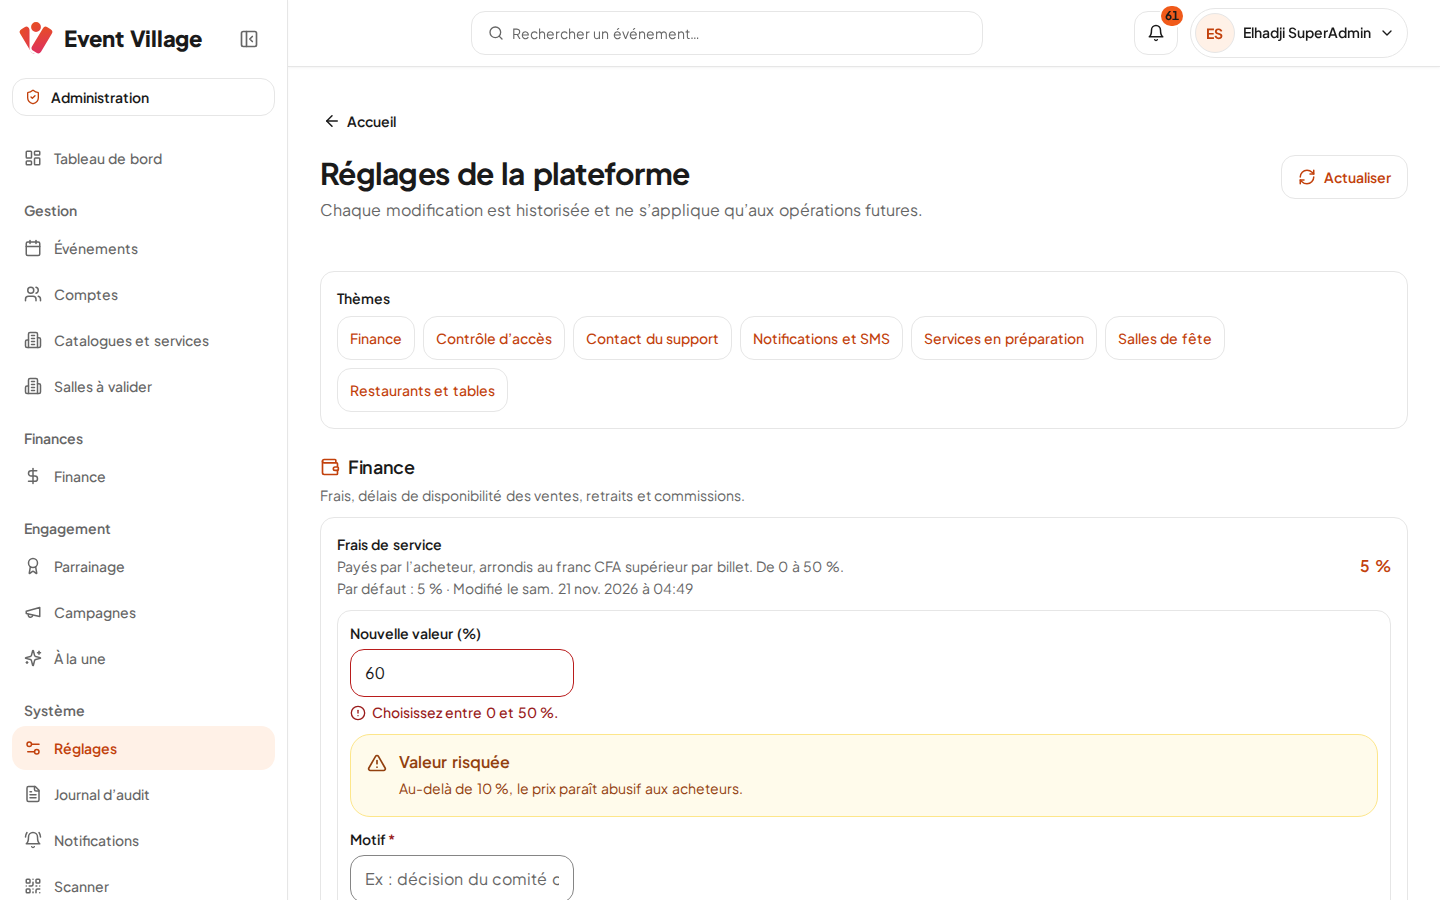 Event Village
Rechercher un événement...
61
ES
Elhadji SuperAdmin
Administration
Tableau de bord
Gestion
Événements
Comptes
Catalogues et services
Salles à valider
Finances
Finance
Engagement
Parrainage
Campagnes
À la une
Système
Réglages
Journal d'audit
Notifications
Scanner
Accueil
Réglages de la plateforme
Actualiser
Chaque modification est historisée et ne s'applique qu'aux opérations futures.
Thèmes
Finance
Contrôle d'accès
Contact du support
Notifications et SMS
Services en préparation
Salles de fête
Restaurants et tables
Finance
Frais, délais de disponibilité des ventes, retraits et commissions.
Frais de service
Payés par l'acheteur, arrondis au franc CFA supérieur par billet. De 0 à 50 %.
5 %
Par défaut : 5 % · Modifié le sam. 21 nov. 2026 à 04:49
Nouvelle valeur (%)
60
Choisissez entre 0 et 50 %.
Valeur risquée
Au-delà de 10 %, le prix paraît abusif aux acheteurs.
Motif *
Ex : décision du comité c